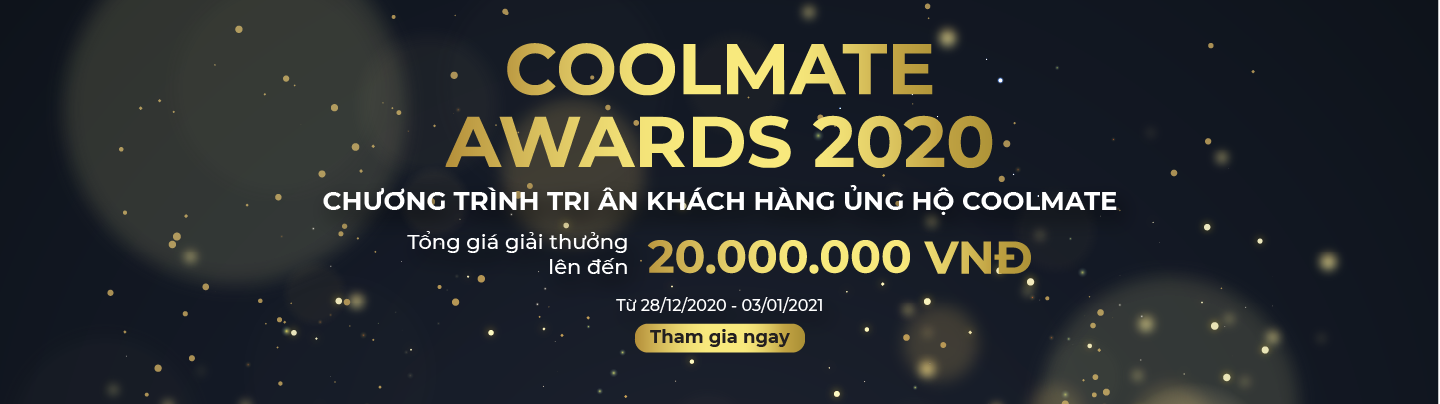 COOLMATE
AWARDS 2020
CHƯƠNG TRÌNH TRI ÂN KHÁCH HÀNG ỦNG HỘ COOLMATE
Tổng giá giải thưởng
lên đến
20.000.000 VNĐ
Từ 28/12/2020 - 03/01/2021
Tham gia ngay